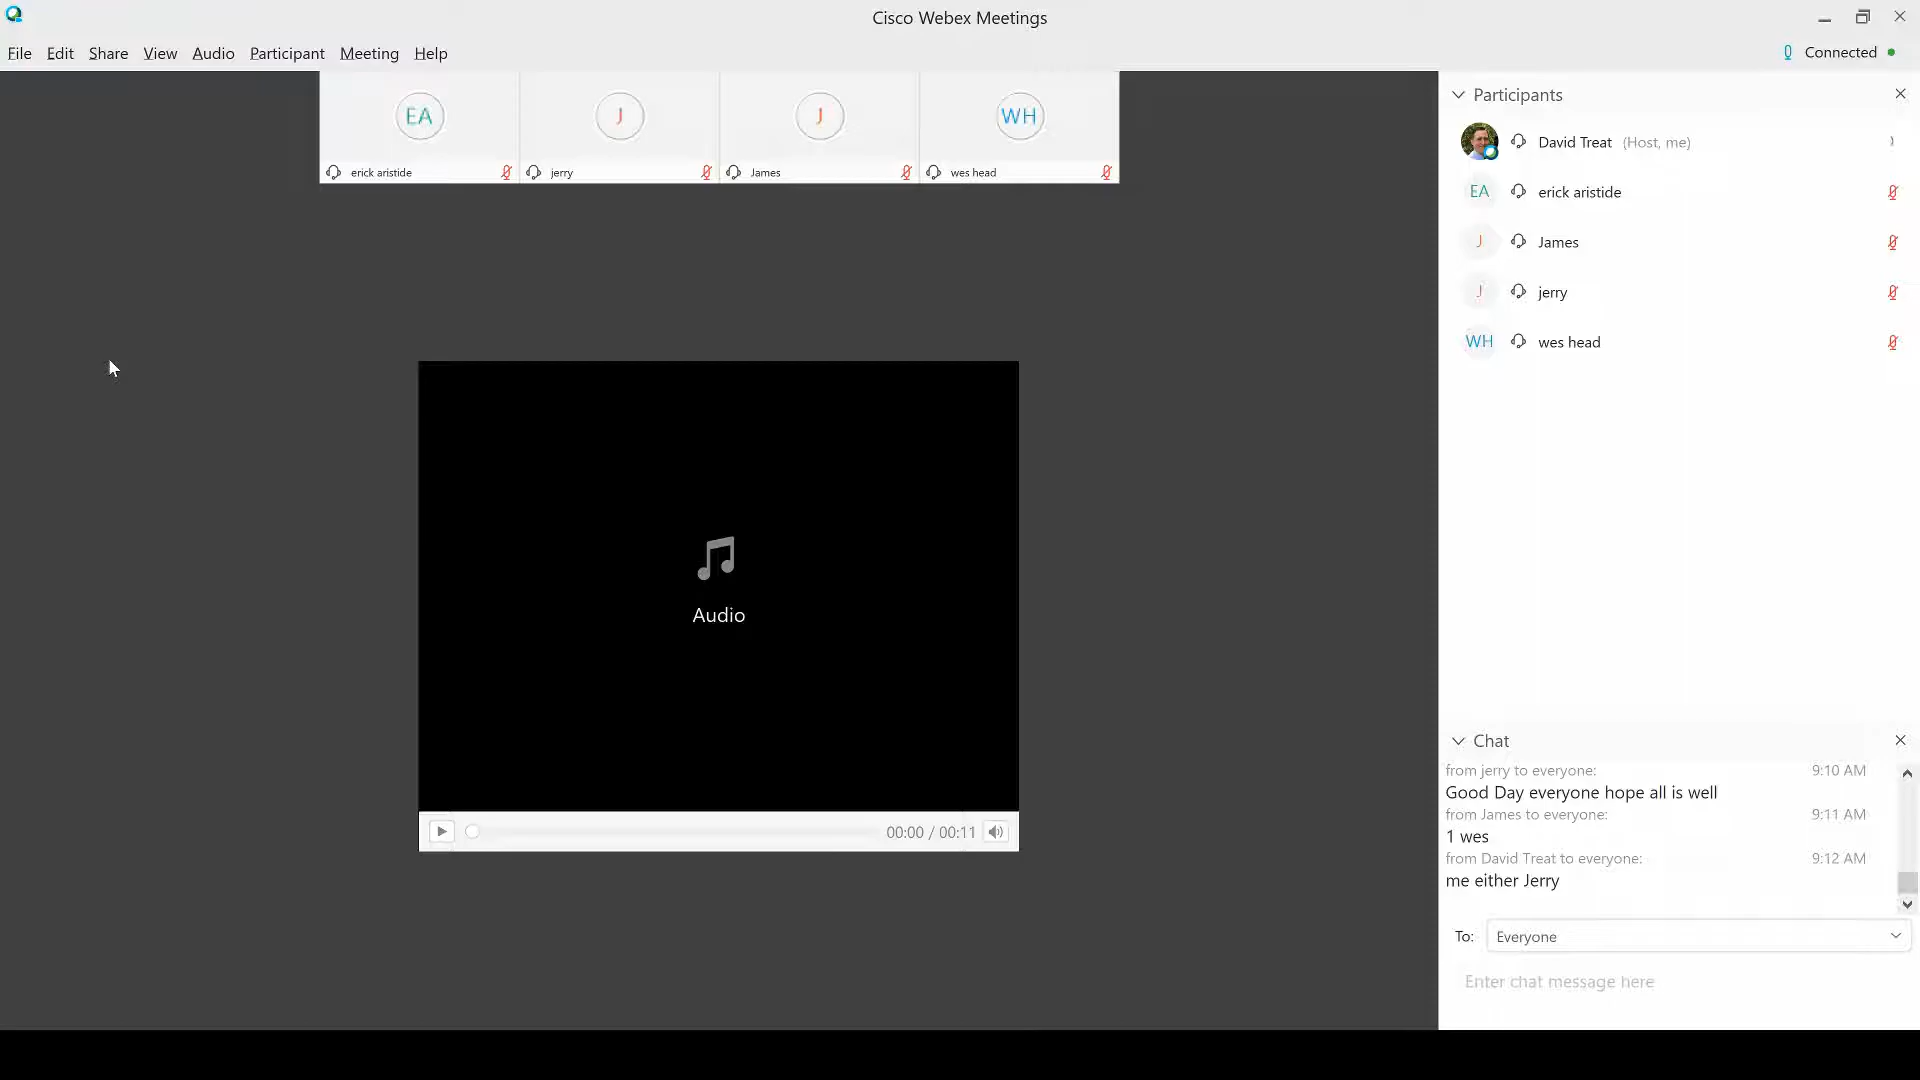 Cisco Webex Meetings
File Edit Share View Audio Participant Meeting Help
Connected
EA
erick aristide
J
jerry
J
James
WH
wes head
Participants
David Treat (Host, me)
EA erick aristide
J James
J jerry
WH wes head
Audio
00:00 / 00:11
Chat
from jerry to everyone: 9:10 AM
Good Day everyone hope all is well
from James to everyone: 9:11 AM
1 wes
from David Treat to everyone: 9:12 AM
me either Jerry
To: Everyone
Enter chat message here